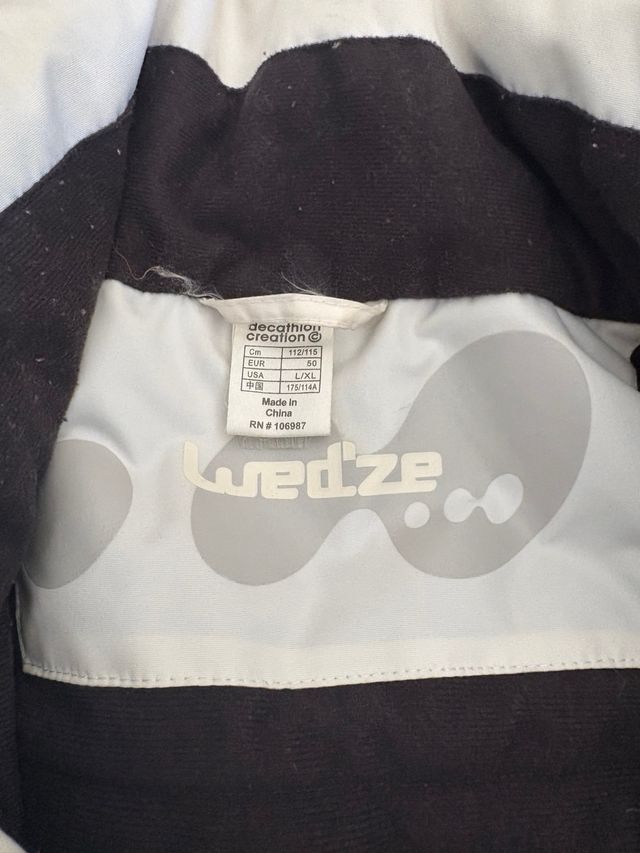 decathlon
creation ©
Cm 112/115
EUR 50
USA L/XL
中国 175/114A
Made in
China
RN # 106987
wed'ze